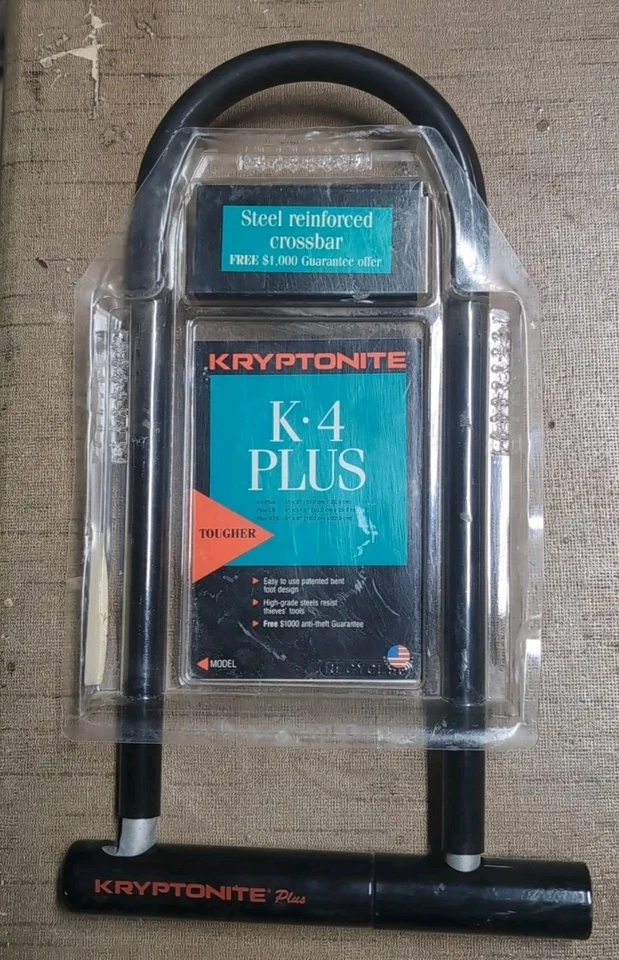 Steel reinforced
crossbar
FREE $1,000 Guarantee offer
KRYPTONITE®
K·4
PLUS
TOUGHER
Easy to use patented bent
foot design
High-grade steels resist
thieves' tools
Free $1000 anti-theft Guarantee
MODEL
KRYPTONITE® Plus